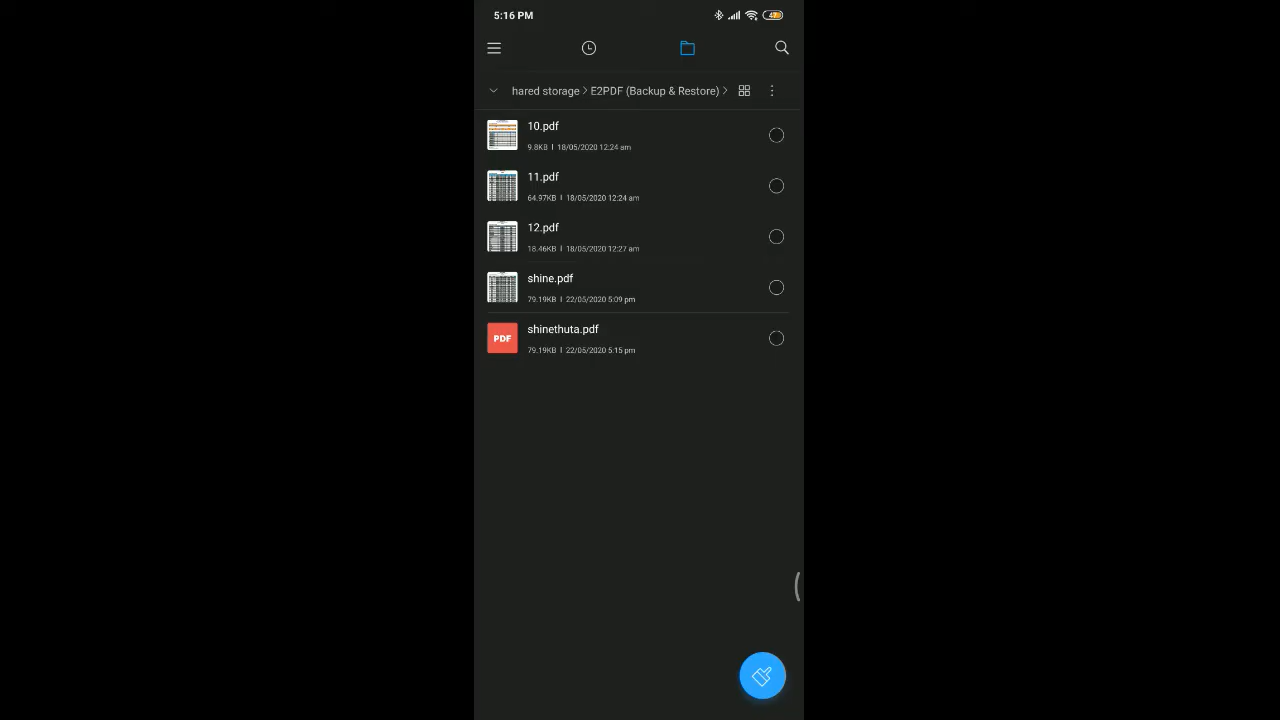 5:16 PM
47
hared storage > E2PDF (Backup & Restore) >
10.pdf
9.8KB | 18/05/2020 12:24 am
11.pdf
64.97KB | 18/05/2020 12:24 am
12.pdf
18.46KB | 18/05/2020 12:27 am
shine.pdf
79.19KB | 22/05/2020 5:09 pm
PDF
shinethuta.pdf
79.19KB | 22/05/2020 5:15 pm